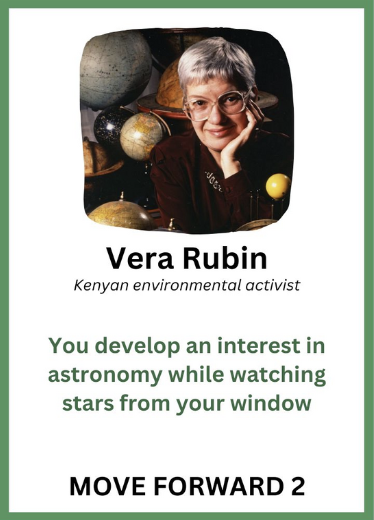 Vera Rubin
Kenyan environmental activist
You develop an interest in
astronomy while watching
stars from your window
MOVE FORWARD 2